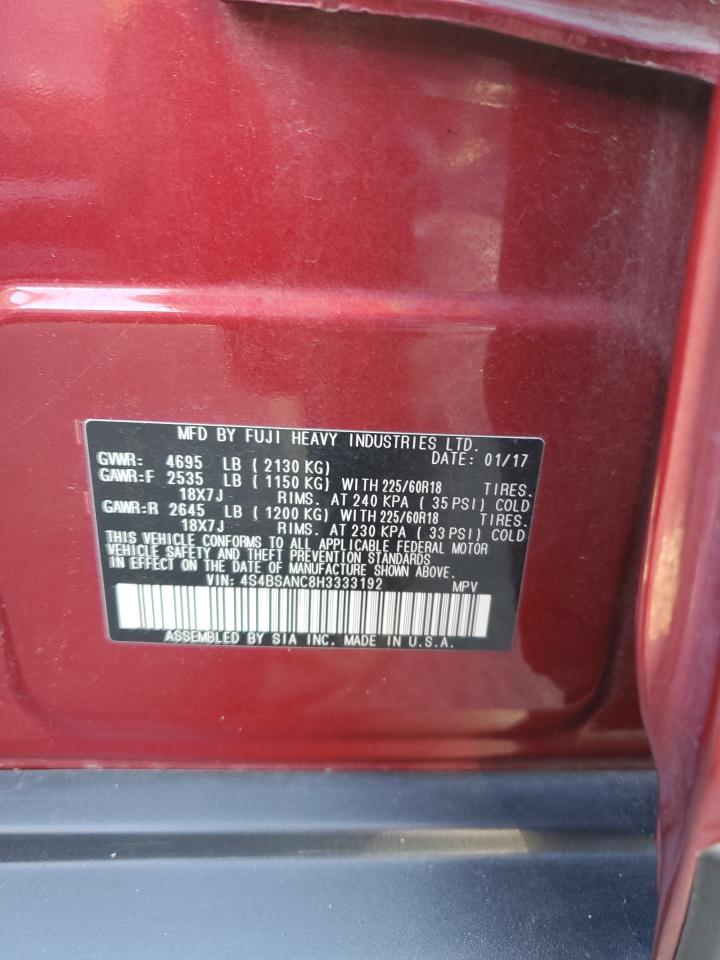 MFD BY FUJI HEAVY INDUSTRIES LTD.
DATE: 01/17
GVWR: 4695 LB ( 2130 KG)
GAWR:F 2535 LB ( 1150 KG) WITH 225/60R18 TIRES.
18X7J RIMS. AT 240 KPA ( 35 PSI) COLD
GAWR:R 2645 LB ( 1200 KG) WITH 225/60R18 TIRES.
18X7J RIMS. AT 230 KPA ( 33 PSI) COLD
THIS VEHICLE CONFORMS TO ALL APPLICABLE FEDERAL MOTOR
VEHICLE SAFETY AND THEFT PREVENTION STANDARDS
IN EFFECT ON THE DATE OF MANUFACTURE SHOWN ABOVE.
VIN: 4S4BSANC8H3333192 MPV
ASSEMBLED BY SIA INC. MADE IN U.S.A.